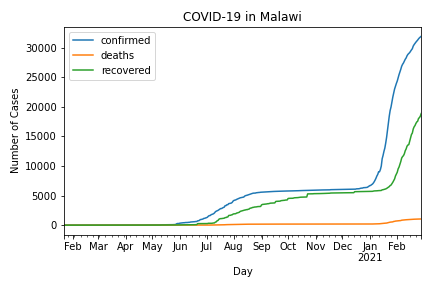 COVID-19 in Malawi
confirmed
deaths
recovered
30000
25000
20000
15000
10000
5000
0
Number of Cases
Feb Mar Apr May Jun Jul Aug Sep Oct Nov Dec Jan Feb
2021
Day